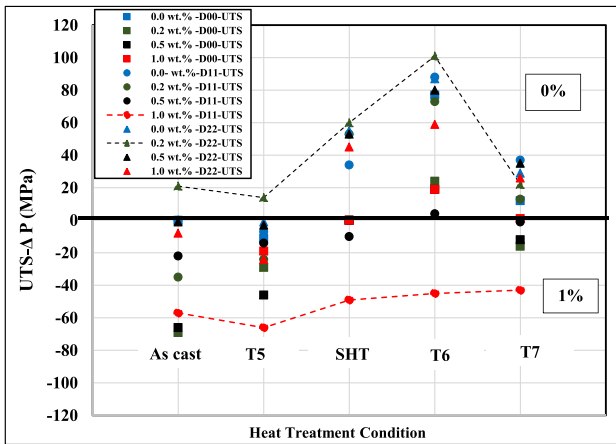 120
100
80
60
40
20
0
-20
-40
-60
-80
-100
-120
UTS-Δ P (MPa)
0.0 wt.% -D00-UTS
0.2 wt.% -D00-UTS
0.5 wt.% -D00-UTS
1.0 wt.% -D00-UTS
0.0- wt.%-D11-UTS
0.2 wt.% -D11-UTS
0.5 wt.% -D11-UTS
1.0 wt.% -D11-UTS
0.0 wt.% -D22-UTS
0.2 wt.% -D22-UTS
0.5 wt.% -D22-UTS
1.0 wt.% -D22-UTS
0%
1%
As cast T5 SHT T6 T7
Heat Treatment Condition